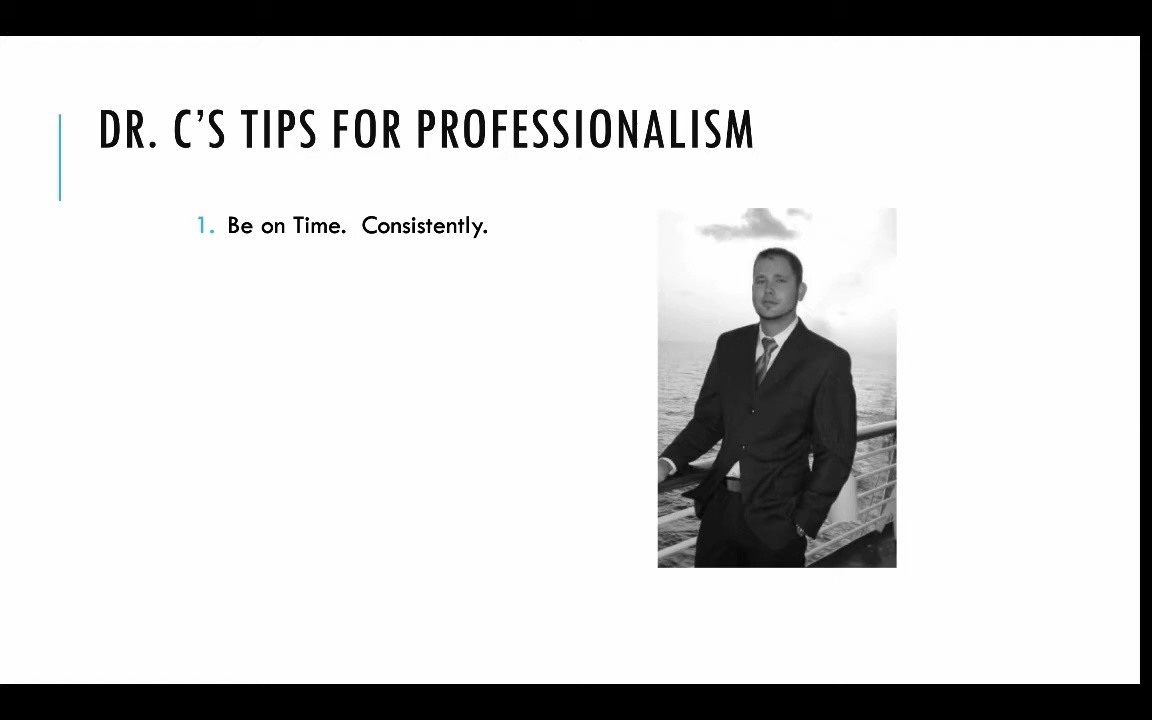 DR. C’S TIPS FOR PROFESSIONALISM
1. Be on Time.  Consistently.